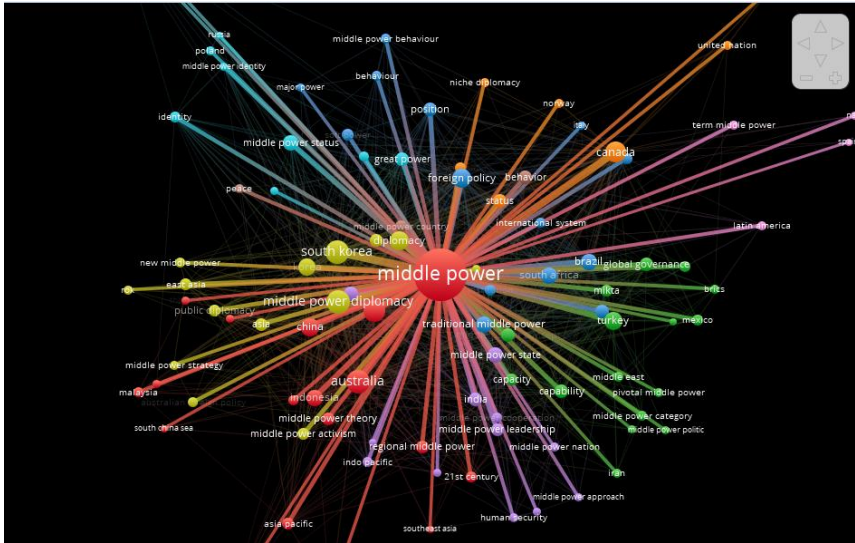 rumia
middle power behaviour
united nation
poland
middle power identity
behaviour
major power
niche diplomacy
norway
identity
position
italy
term middle power
middle power status
great power
canada
foreign policy
behavior
peace
status
middle power country
international system
latin america
south korea
diplomacy
new middle power
korea
middle power
brazil
global governance
south africa
east asia
rok
mikta
brics
middle power diplomacy
public diplomacy
asia
china
traditional middle power
turkey
mexico
middle power state
middle power strategy
australia
capacity
middle east
malaysia
indonesia
india
capability
pivotal middle power
middle power theory
middle power cooperation
middle power category
south china sea
middle power activism
middle power leadership
middle power politic
regional middle power
middle power nation
indo pacific
21st century
iran
middle power approach
human security
asia pacific
southeast asia